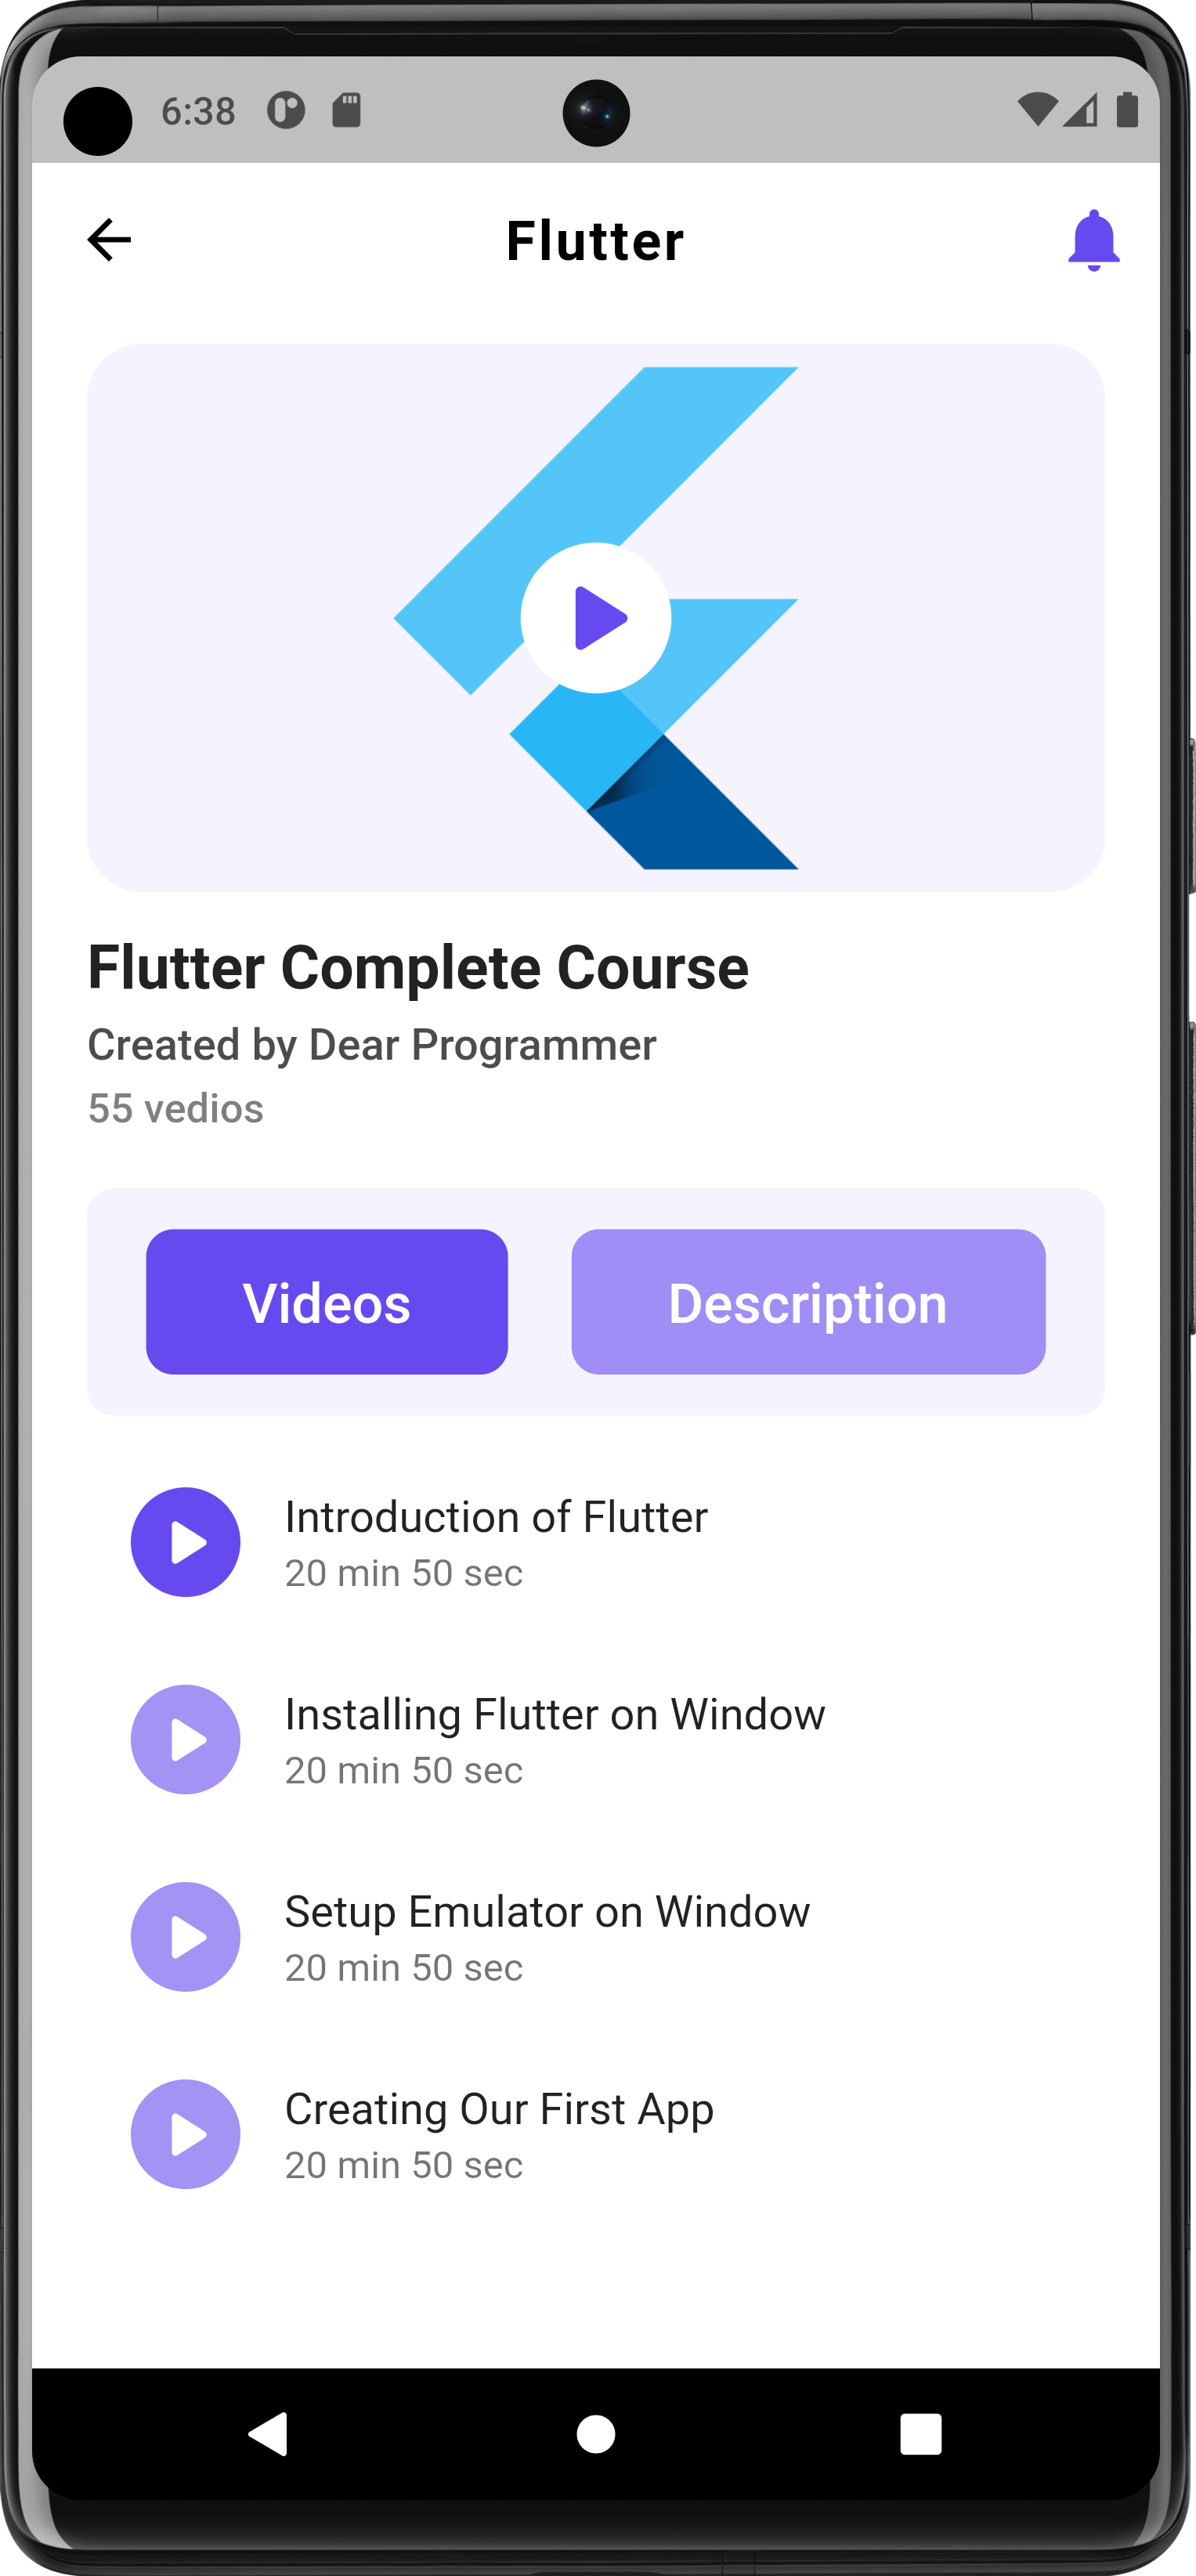 6:38
Flutter
Flutter Complete Course
Created by Dear Programmer
55 vedios
Videos
Description
Introduction of Flutter
20 min 50 sec
Installing Flutter on Window
20 min 50 sec
Setup Emulator on Window
20 min 50 sec
Creating Our First App
20 min 50 sec